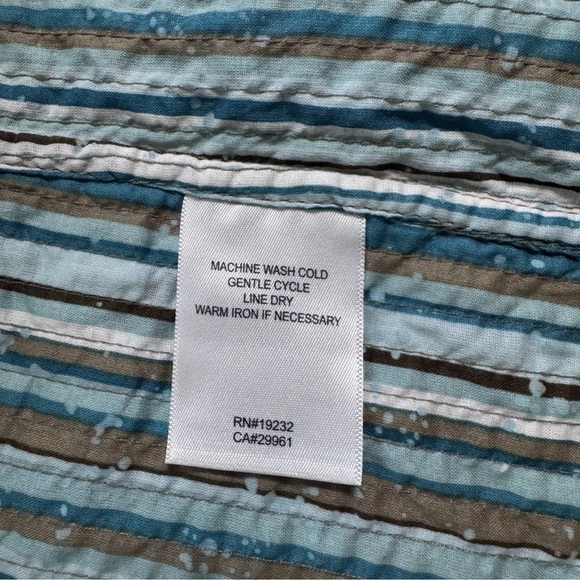 MACHINE WASH COLD
GENTLE CYCLE
LINE DRY
WARM IRON IF NECESSARY
RN#19232
CA#29961